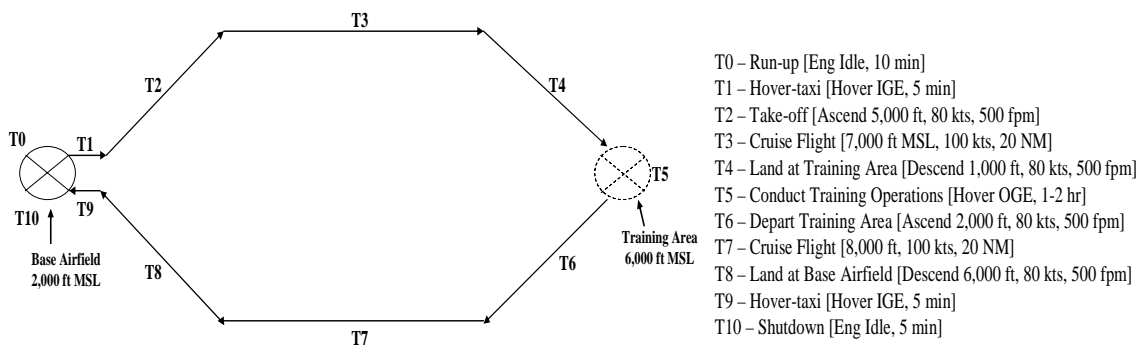 T3
T2
T4
T0
T1
T5
T9
T10
T8
T6
T7
Base Airfield
2,000 ft MSL
Training Area
6,000 ft MSL
T0 – Run-up [Eng Idle, 10 min]
T1 – Hover-taxi [Hover IGE, 5 min]
T2 – Take-off [Ascend 5,000 ft, 80 kts, 500 fpm]
T3 – Cruise Flight [7,000 ft MSL, 100 kts, 20 NM]
T4 – Land at Training Area [Descend 1,000 ft, 80 kts, 500 fpm]
T5 – Conduct Training Operations [Hover OGE, 1-2 hr]
T6 – Depart Training Area [Ascend 2,000 ft, 80 kts, 500 fpm]
T7 – Cruise Flight [8,000 ft, 100 kts, 20 NM]
T8 – Land at Base Airfield [Descend 6,000 ft, 80 kts, 500 fpm]
T9 – Hover-taxi [Hover IGE, 5 min]
T10 – Shutdown [Eng Idle, 5 min]